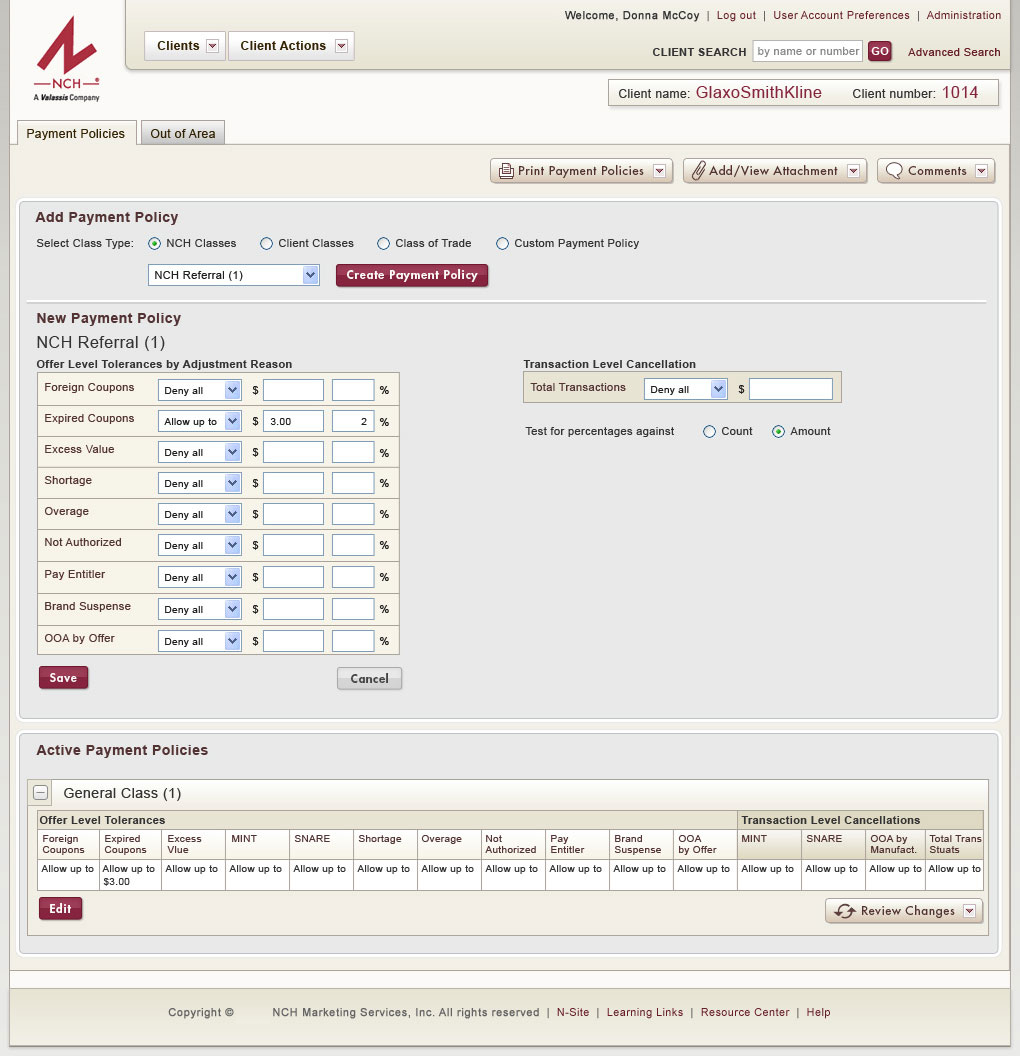 Welcome, Donna McCoy | Log out | User Account Preferences | Administration
Clients Client Actions
CLIENT SEARCH by name or number GO Advanced Search
NCH
A Valassis Company
Client name: GlaxoSmithKline Client number: 1014
Payment Policies Out of Area
Print Payment Policies Add/View Attachment Comments
Add Payment Policy
Select Class Type: NCH Classes Client Classes Class of Trade Custom Payment Policy
NCH Referral (1) Create Payment Policy
New Payment Policy
NCH Referral (1)
Offer Level Tolerances by Adjustment Reason
Foreign Coupons Deny all $ %
Expired Coupons Allow up to $ 3.00 2 %
Excess Value Deny all $ %
Shortage Deny all $ %
Overage Deny all $ %
Not Authorized Deny all $ %
Pay Entitler Deny all $ %
Brand Suspense Deny all $ %
OOA by Offer Deny all $ %
Save Cancel
Transaction Level Cancellation
Total Transactions Deny all $
Test for percentages against Count Amount
Active Payment Policies
General Class (1)
Offer Level Tolerances Transaction Level Cancellations
Foreign Expired Excess MINT SNARE Shortage Overage Not Pay Brand OOA MINT SNARE OOA by Total Trans
Coupons Coupons Vlue Authorized Entitler Suspense by Offer Manufact. Stuats
Allow up to Allow up to Allow up to Allow up to Allow up to Allow up to Allow up to Allow up to Allow up to Allow up to Allow up to Allow up to Allow up to Allow up to Allow up to
$3.00
Edit Review Changes
Copyright © NCH Marketing Services, Inc. All rights reserved | N-Site | Learning Links | Resource Center | Help